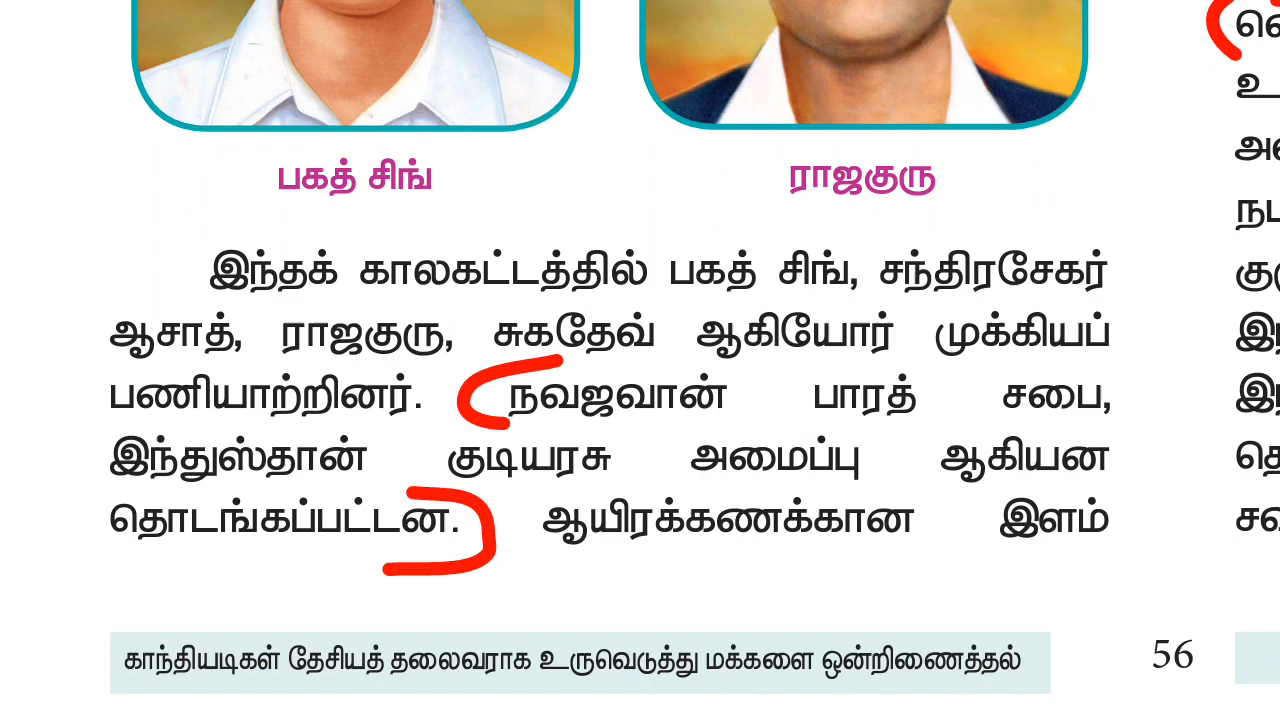 பகத் சிங்
ராஜகுரு
இந்தக் காலகட்டத்தில் பகத் சிங், சந்திரசேகர்
ஆசாத், ராஜகுரு, சுகதேவ் ஆகியோர் முக்கியப்
பணியாற்றினர். நவஜவான் பாரத் சபை,
இந்துஸ்தான் குடியரசு அமைப்பு ஆகியன
தொடங்கப்பட்டன. ஆயிரக்கணக்கான இளம்
காந்தியடிகள் தேசியத் தலைவராக உருவெடுத்து மக்களை ஒன்றிணைத்தல்
56